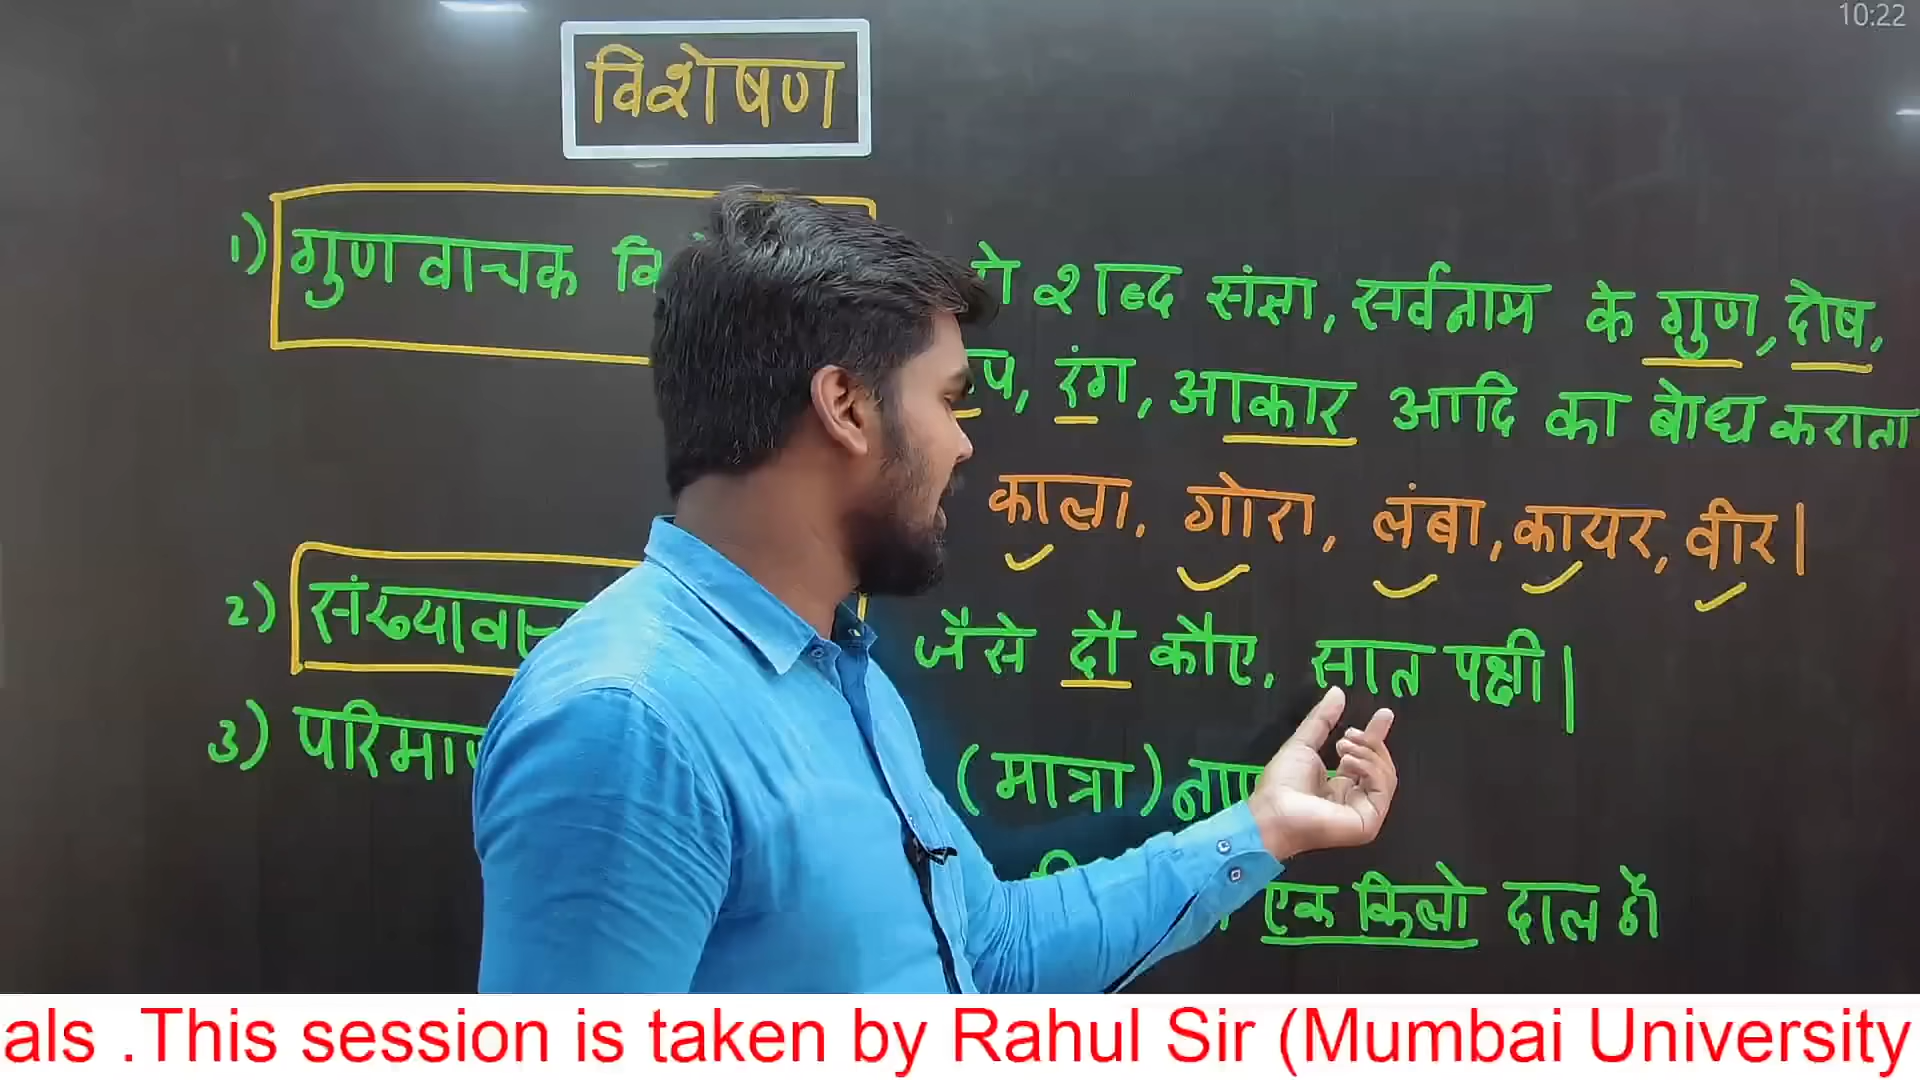 10:22
विशेषण
1) गुणवाचक शब्द संज्ञा, सर्वनाम के गुण, दोष,
रंग, आकार आदि का बोध कराता
काला, गोरा, लंबा, कायर, वीर|
2) जैसे दौ कौए, सात पक्षी|
3) (मात्रा)
एक किलो दाल दो
als .This session is taken by Rahul Sir (Mumbai University